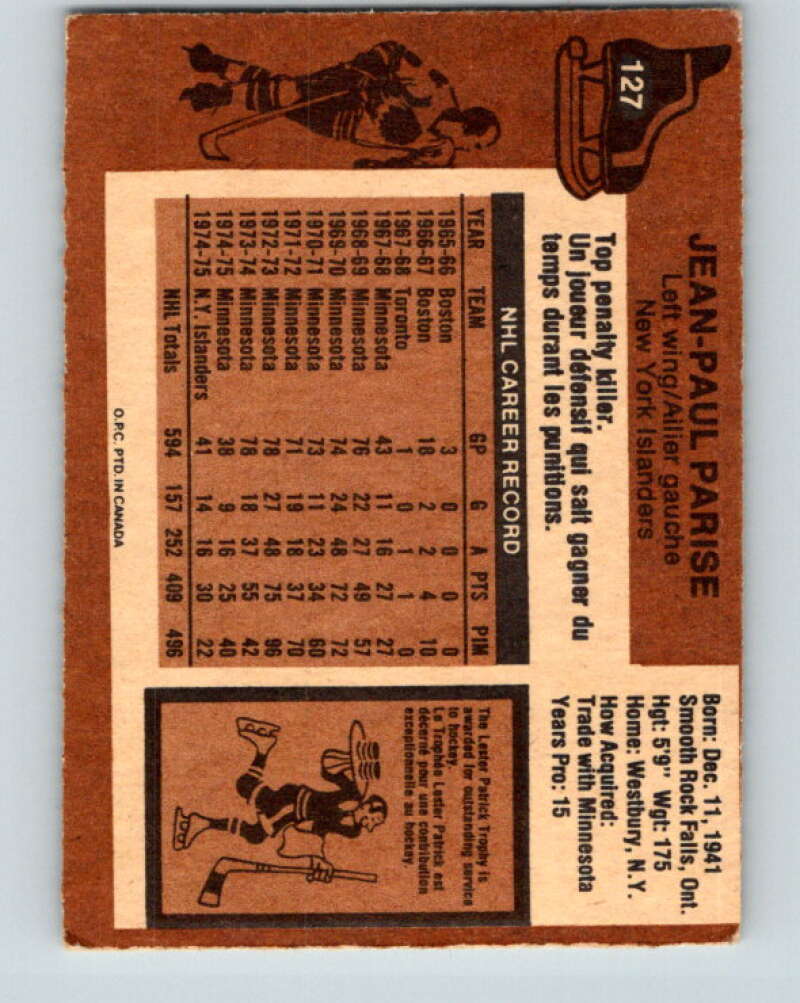 127
JEAN-PAUL PARISE
Left wing/Ailier gauche
New York Islanders
Born: Dec. 11, 1941
Smooth Rock Falls, Ont.
Hgt: 5'9" Wgt: 175
Home: Westbury, N.Y.
How Acquired:
Trade with Minnesota
Years Pro: 15
Top penalty killer.
Un joueur défensif qui sait gagner du
temps durant les punitions.
NHL CAREER RECORD
YEAR TEAM GP G A PTS PIM
1965-66 Boston 3 0 0 0 0
1966-67 Boston 18 2 2 4 10
1967-68 Toronto 1 0 1 1 0
1967-68 Minnesota 43 11 16 27 27
1968-69 Minnesota 76 22 27 49 57
1969-70 Minnesota 74 24 48 72 72
1970-71 Minnesota 73 11 23 34 60
1971-72 Minnesota 71 19 18 37 70
1972-73 Minnesota 78 27 48 75 96
1973-74 Minnesota 78 18 37 55 42
1974-75 Minnesota 38 9 16 25 40
1974-75 N.Y. Islanders 41 14 16 30 22
NHL Totals 594 157 252 409 496
The Lester Patrick Trophy is
awarded for outstanding service
to hockey.
Le Trophée Lester Patrick est
décerné pour une contribution
exceptionnelle au hockey.
O.P.C. PTD. IN CANADA